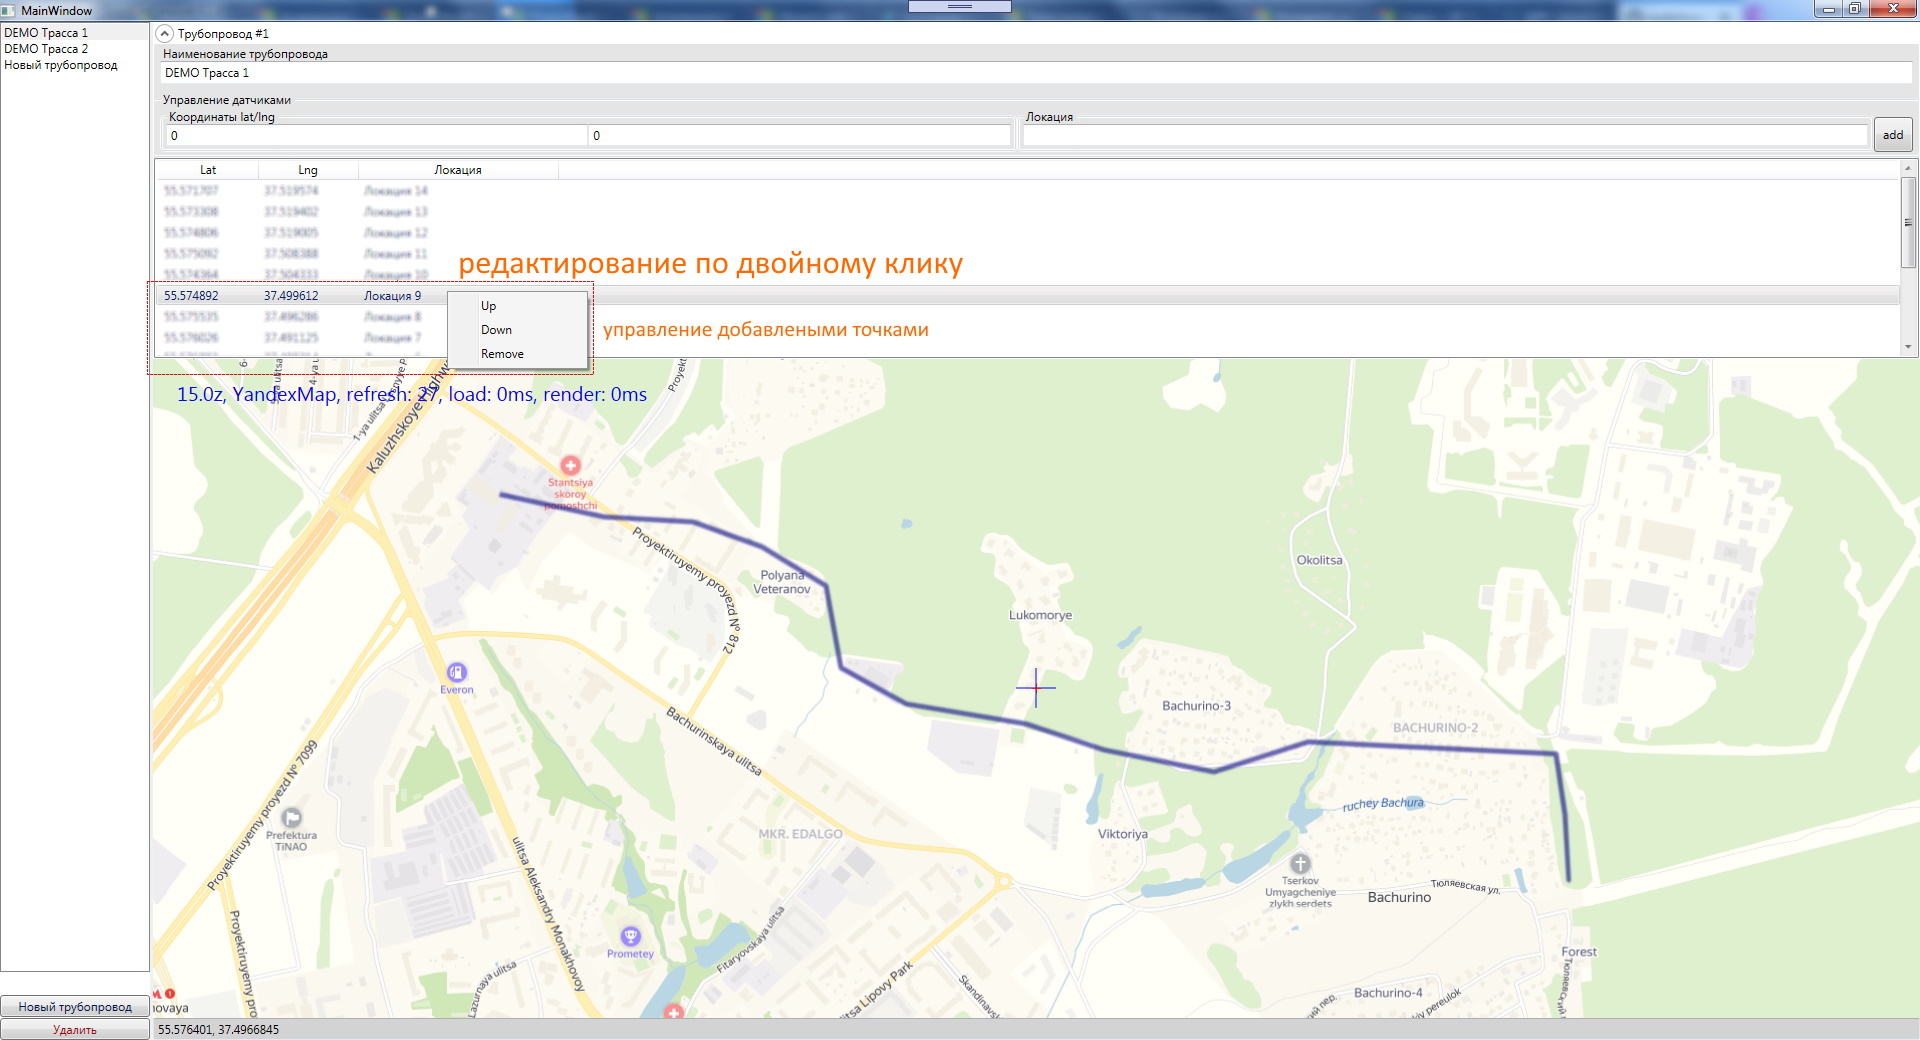 MainWindow
DEMO Трасса 1
DEMO Трасса 2
Новый трубопровод
Трубопровод #1
Наименование трубопровода
DEMO Трасса 1
Управление датчиками
Координаты lat/lng
Локация
0
0
add
Lat Lng Локация
55.571707 37.519574 Локация 14
55.573308 37.519402 Локация 13
55.574806 37.519005 Локация 12
55.575092 37.508388 Локация 11
55.574364 37.504333 Локация 10
редактирование по двойному клику
55.574892 37.499612 Локация 9
55.575535 37.496286 Локация 8
55.576026 37.491125 Локация 7
Up
Down
Remove
управление добавлеными точками
15.0z, YandexMap, refresh: 27, load: 0ms, render: 0ms
Kaluzhskoye
Stantsiya
skoroy
pomoshchi
Proyektiruyemy proyezd № 812
Polyana
Veteranov
Okolitsa
Lukomorye
Everon
Bachurino-3
BACHURINO-2
Bachurinskaya ulitsa
Proyektiruyemy proyezd № 7099
ruchey Bachura
Prefektura
TiNAO
MKR. EDALGO
Viktoriya
ulitsa Aleksandry Monakhovoy
Tserkov
Umyagcheniye
zlykh serdets
Тюляевская ул.
Bachurino
Prometey
Fitaryovskaya ulitsa
Forest
Lazurnaya ulitsa
ulitsa Lipovy Park
Bachurino-4
Новый трубопровод
Удалить
55.576401, 37.4966845